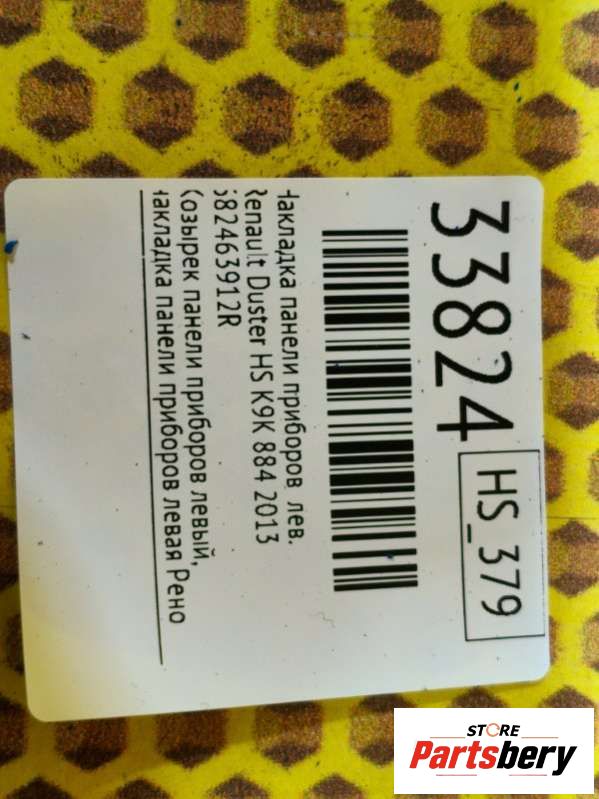 33824 HS_379
Накладка панели приборов лев.
Renault Duster HS K9K 884 2013
682463912R
Козырек панели приборов левый,
накладка панели приборов левая Рено
STORE
Partsbery